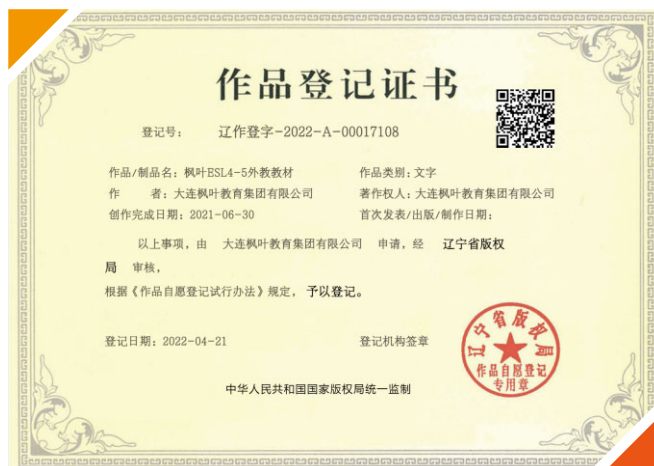 作品登记证书
登记号： 辽作登字-2022-A-00017108
作品/制品名：枫叶ESL4-5外教教材 作品类别：文字
作 者：大连枫叶教育集团有限公司 著作权人：大连枫叶教育集团有限公司
创作完成日期：2021-06-30 首次发表/出版/制作日期：
以上事项，由 大连枫叶教育集团有限公司 申请，经 辽宁省版权
局 审核，
根据《作品自愿登记试行办法》规定， 予以登记。
登记日期：2022-04-21 登记机构签章
辽宁省版权局
作品自愿登记
专用章
中华人民共和国国家版权局统一监制